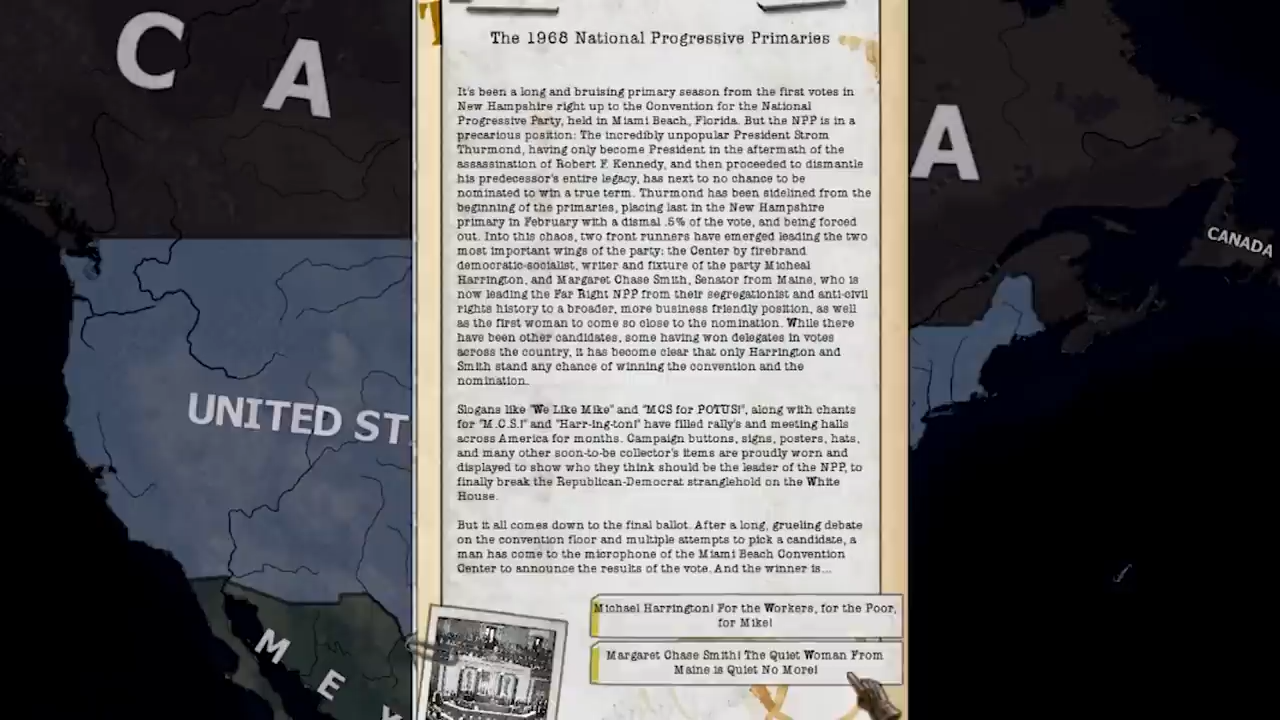 C A
A
CANADA
UNITED ST
M E
The 1968 National Progressive Primaries
It's been a long and bruising primary season from the first votes in
New Hampshire right up to the Convention for the National
Progressive Party, held in Miami Beach, Florida. But the NPP is in a
precarious position: The incredibly unpopular President Strom
Thurmond, having only become President in the aftermath of the
assassination of Robert F. Kennedy, and then proceeded to dismantle
his predecessor's entire legacy, has next to no chance to be
nominated to win a true term. Thurmond has been sidelined from the
beginning of the primaries, placing last in the New Hampshire
primary in February with a dismal .5% of the vote, and being forced
out. Into this chaos, two front runners have emerged leading the two
most important wings of the party: the Center by firebrand
democratic-socialist, writer and fixture of the party Micheal
Harrington, and Margaret Chase Smith, Senator from Maine, who is
now leading the Far Right NPP from their segregationist and anti-civil
rights history to a broader, more business friendly position, as well
as the first woman to come so close to the nomination. While there
have been other candidates, some having won delegates in votes
across the country, it has become clear that only Harrington and
Smith stand any chance of winning the convention and the
nomination.
Slogans like "We Like Mike" and "MCS for POTUS!", along with chants
for "M.C.S.!" and "Harr-ing-ton!" have filled rally's and meeting halls
across America for months. Campaign buttons, signs, posters, hats,
and many other soon-to-be collector's items are proudly worn and
displayed to show who they think should be the leader of the NPP, to
finally break the Republican-Democrat stranglehold on the White
House.
But it all comes down to the final ballot. After a long, grueling debate
on the convention floor and multiple attempts to pick a candidate, a
man has come to the microphone of the Miami Beach Convention
Center to announce the results of the vote. And the winner is...
Michael Harrington! For the Workers, for the Poor,
for Mike!
Margaret Chase Smith! The Quiet Woman From
Maine is Quiet No More!